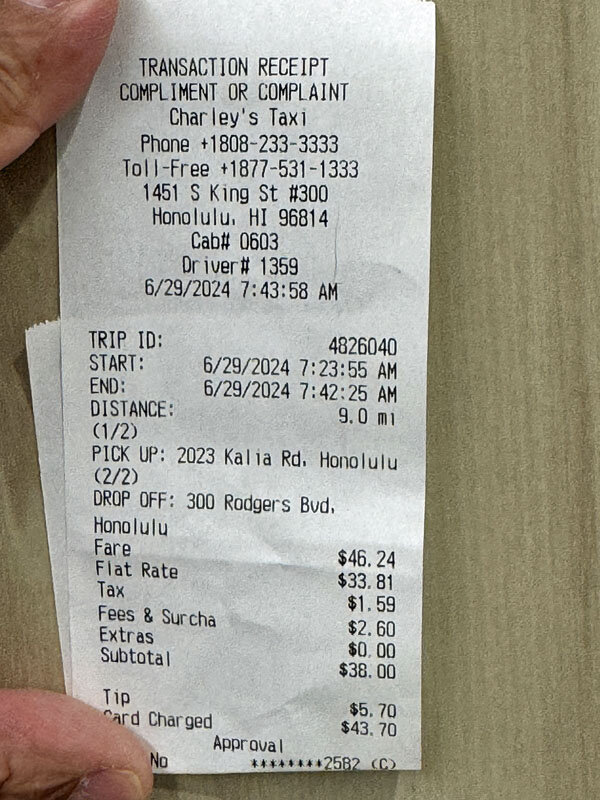 TRANSACTION RECEIPT
COMPLIMENT OR COMPLAINT
Charley's Taxi
Phone +1808-233-3333
Toll-Free +1877-531-1333
1451 S King St #300
Honolulu, HI 96814
Cab# 0603
Driver# 1359
6/29/2024 7:43:58 AM
TRIP ID: 4826040
START: 6/29/2024 7:23:55 AM
END: 6/29/2024 7:42:25 AM
DISTANCE: 9.0 mi
(1/2)
PICK UP: 2023 Kalia Rd, Honolulu
(2/2)
DROP OFF: 300 Rodgers Bvd,
Honolulu
Fare $46.24
Flat Rate $33.81
Tax $1.59
Fees & Surcha $2.60
Extras $0.00
Subtotal $38.00
Tip $5.70
Card Charged $43.70
Approval
No ********2582 (C)